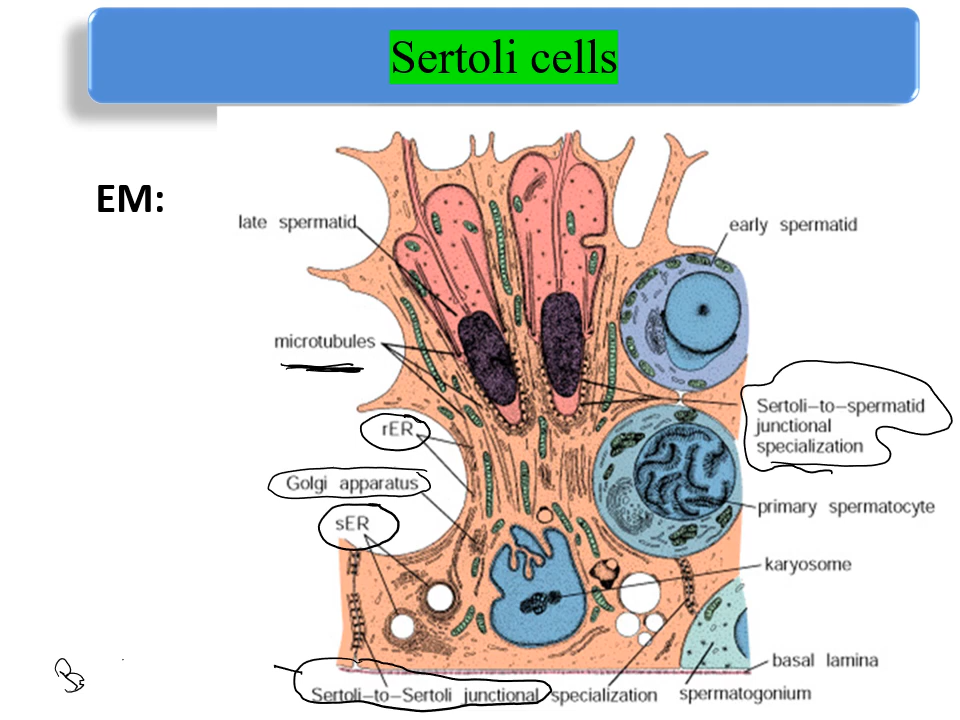 Sertoli cells
EM:
late spermatid
early spermatid
microtubules
Sertoli-to-spermatid
junctional
specialization
rER
Golgi apparatus
sER
primary spermatocyte
karyosome
basal lamina
Sertoli-to-Sertoli junctional specialization
spermatogonium